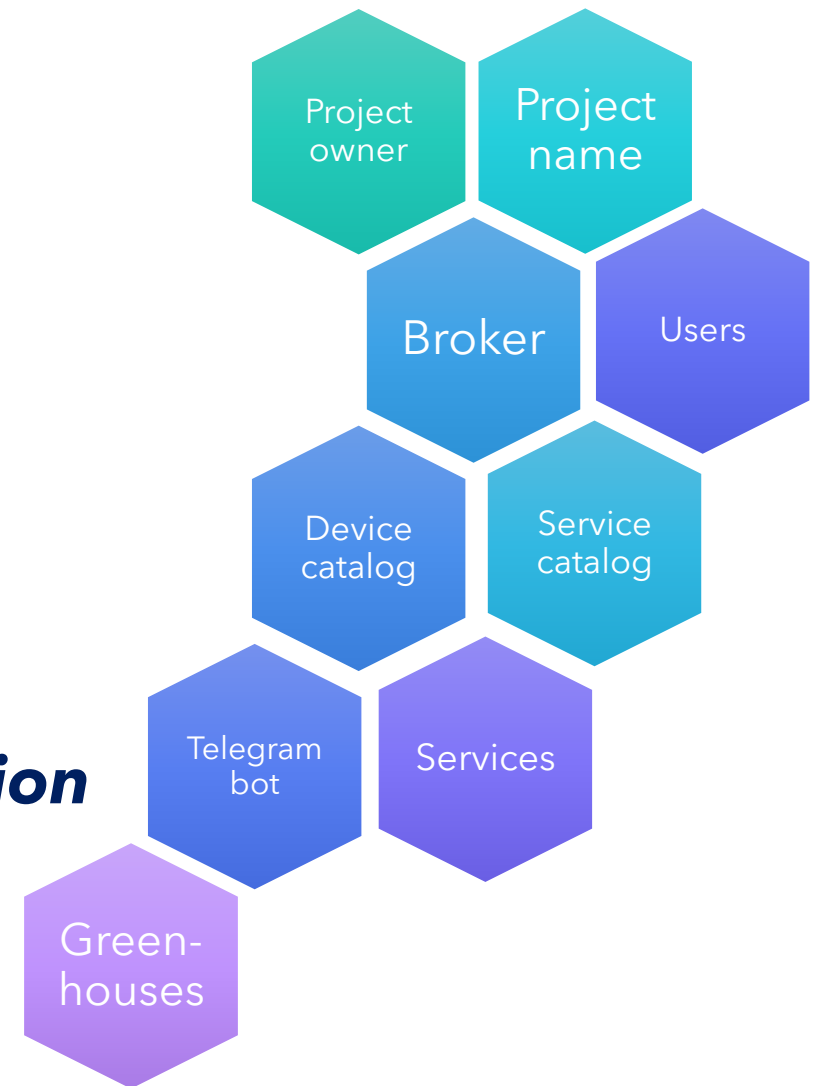 Project
owner
Project
name
Broker
Users
Device
catalog
Service
catalog
Telegram
bot
Services
ion
Green-
houses